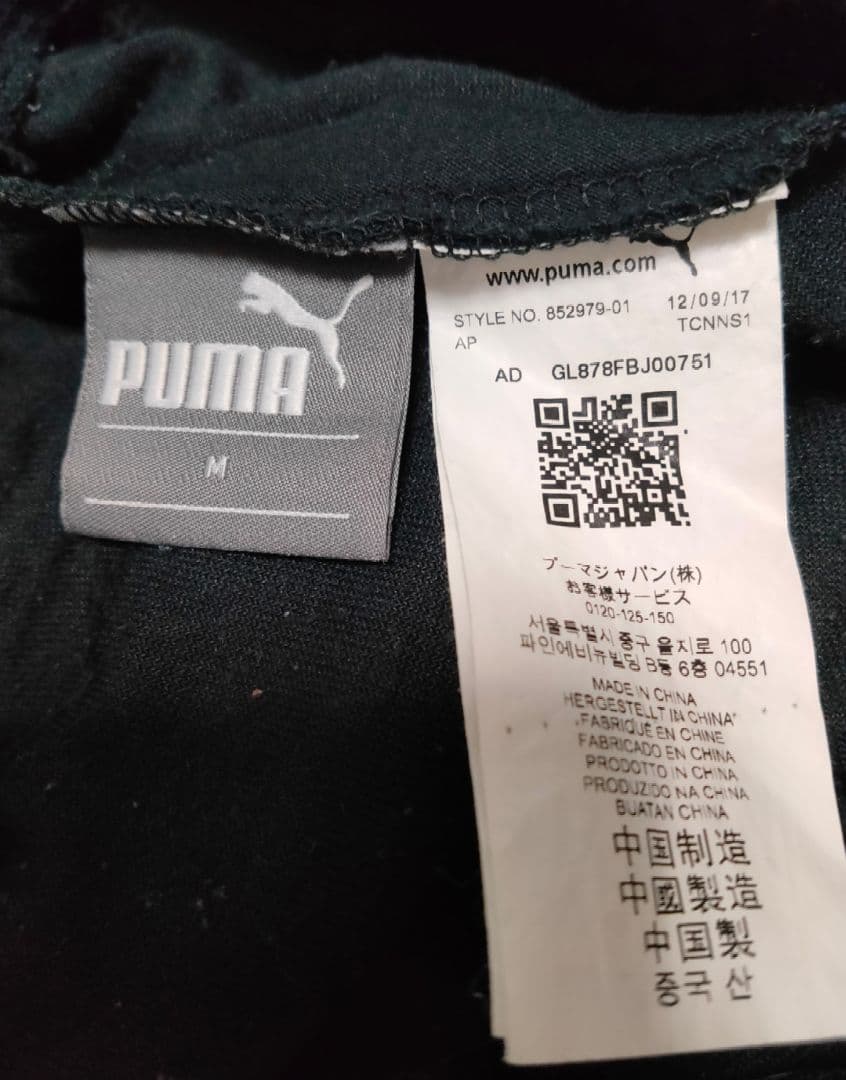 PUMA
M
www.puma.com
STYLE NO. 852979-01 12/09/17
AP TCNNS1
AD GL878FBJ00751
プーマジャパン(株)
お客様サービス
0120-125-150
서울특별시 중구 을지로 100
파인에비뉴빌딩 B동 6층 04551
MADE IN CHINA
HERGESTELLT IN CHINA
FABRIQUÉ EN CHINE
FABRICADO EN CHINA
PRODOTTO IN CHINA
PRODUZIDO NA CHINA
BUATAN CHINA
中国制造
中國製造
中国製
중국 산